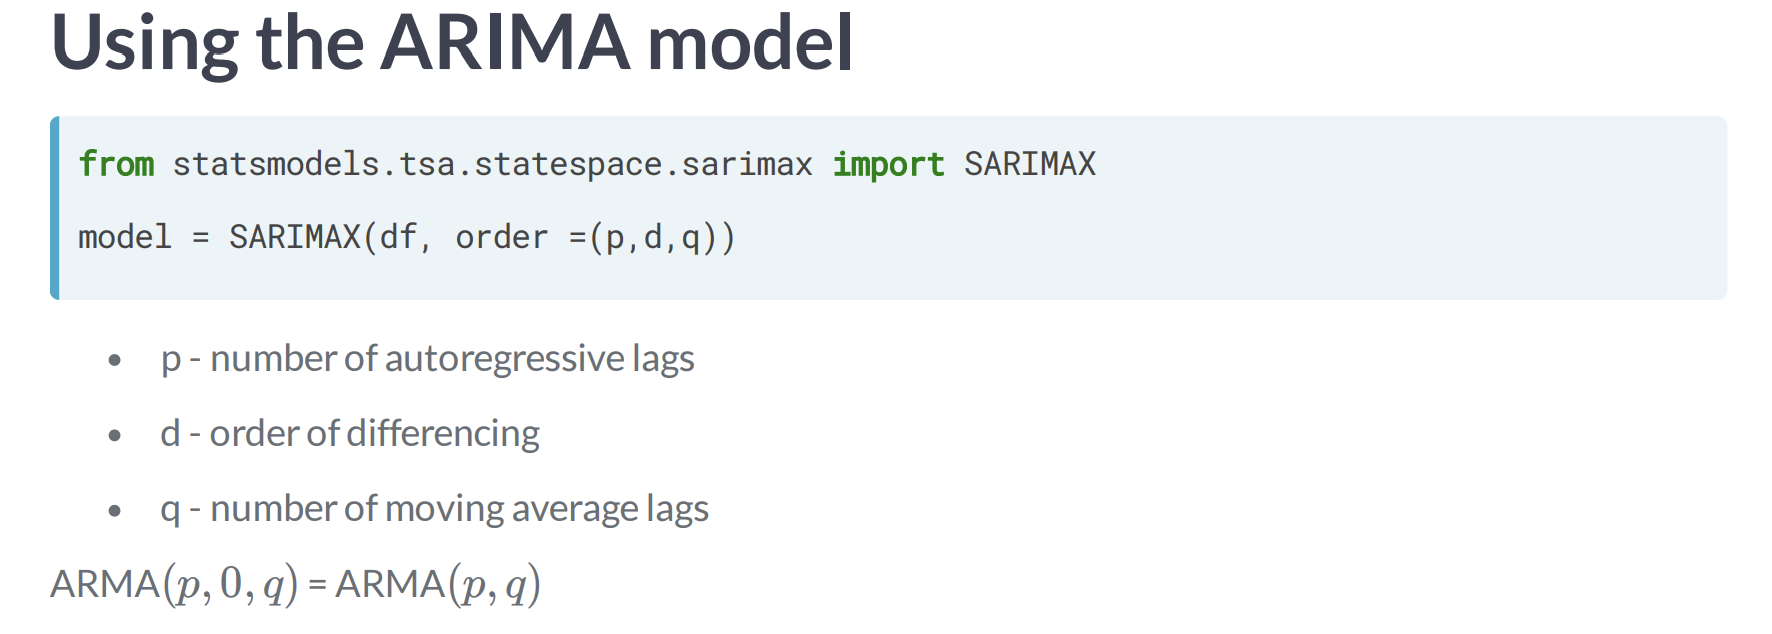 Using the ARIMA model
from statsmodels.tsa.statespace.sarimax import SARIMAX
model = SARIMAX(df, order =(p,d,q))
• p - number of autoregressive lags
• d - order of differencing
• q - number of moving average lags
ARMA(p, 0, q) = ARMA(p, q)